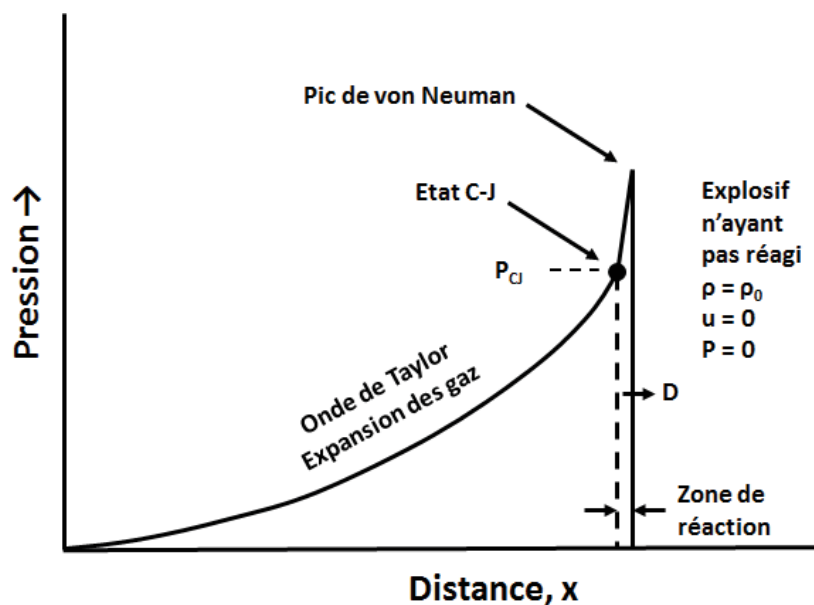 Pic de von Neuman
Etat C-J
P_CJ
Explosif
n'ayant
pas réagi
ρ = ρ₀
u = 0
P = 0
D
Onde de Taylor
Expansion des gaz
Zone de
réaction
Pression →
Distance, x